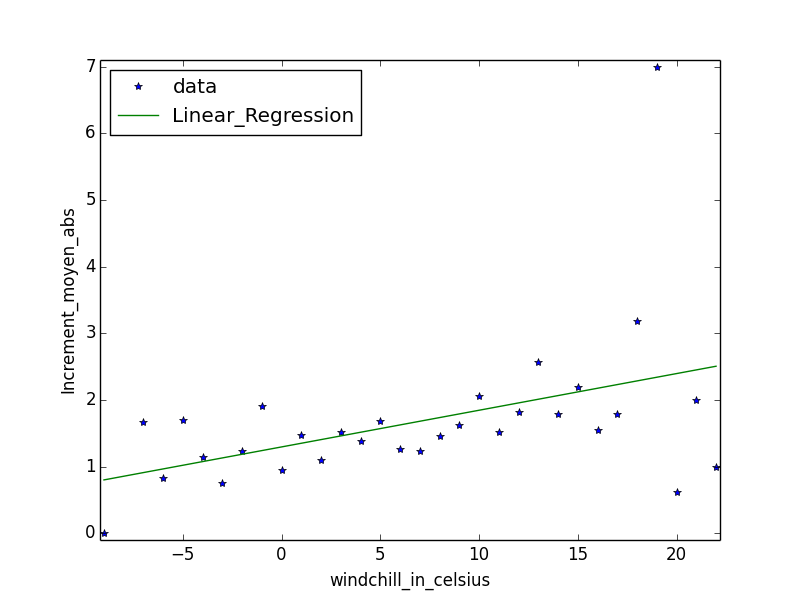 data
Linear_Regression
7
6
5
4
3
2
1
0
Increment_moyen_abs
−5 0 5 10 15 20
windchill_in_celsius